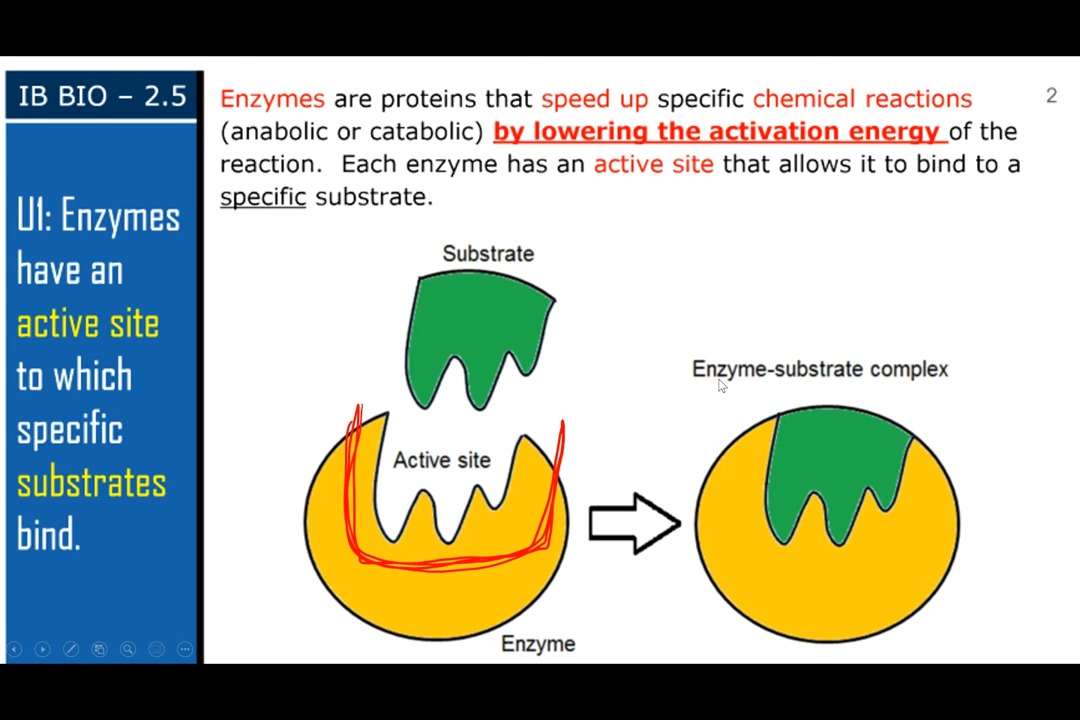 IB BIO – 2.5
U1: Enzymes
have an
active site
to which
specific
substrates
bind.
Enzymes are proteins that speed up specific chemical reactions
(anabolic or catabolic) by lowering the activation energy of the
reaction. Each enzyme has an active site that allows it to bind to a
specific substrate.
2
Substrate
Active site
Enzyme
Enzyme-substrate complex